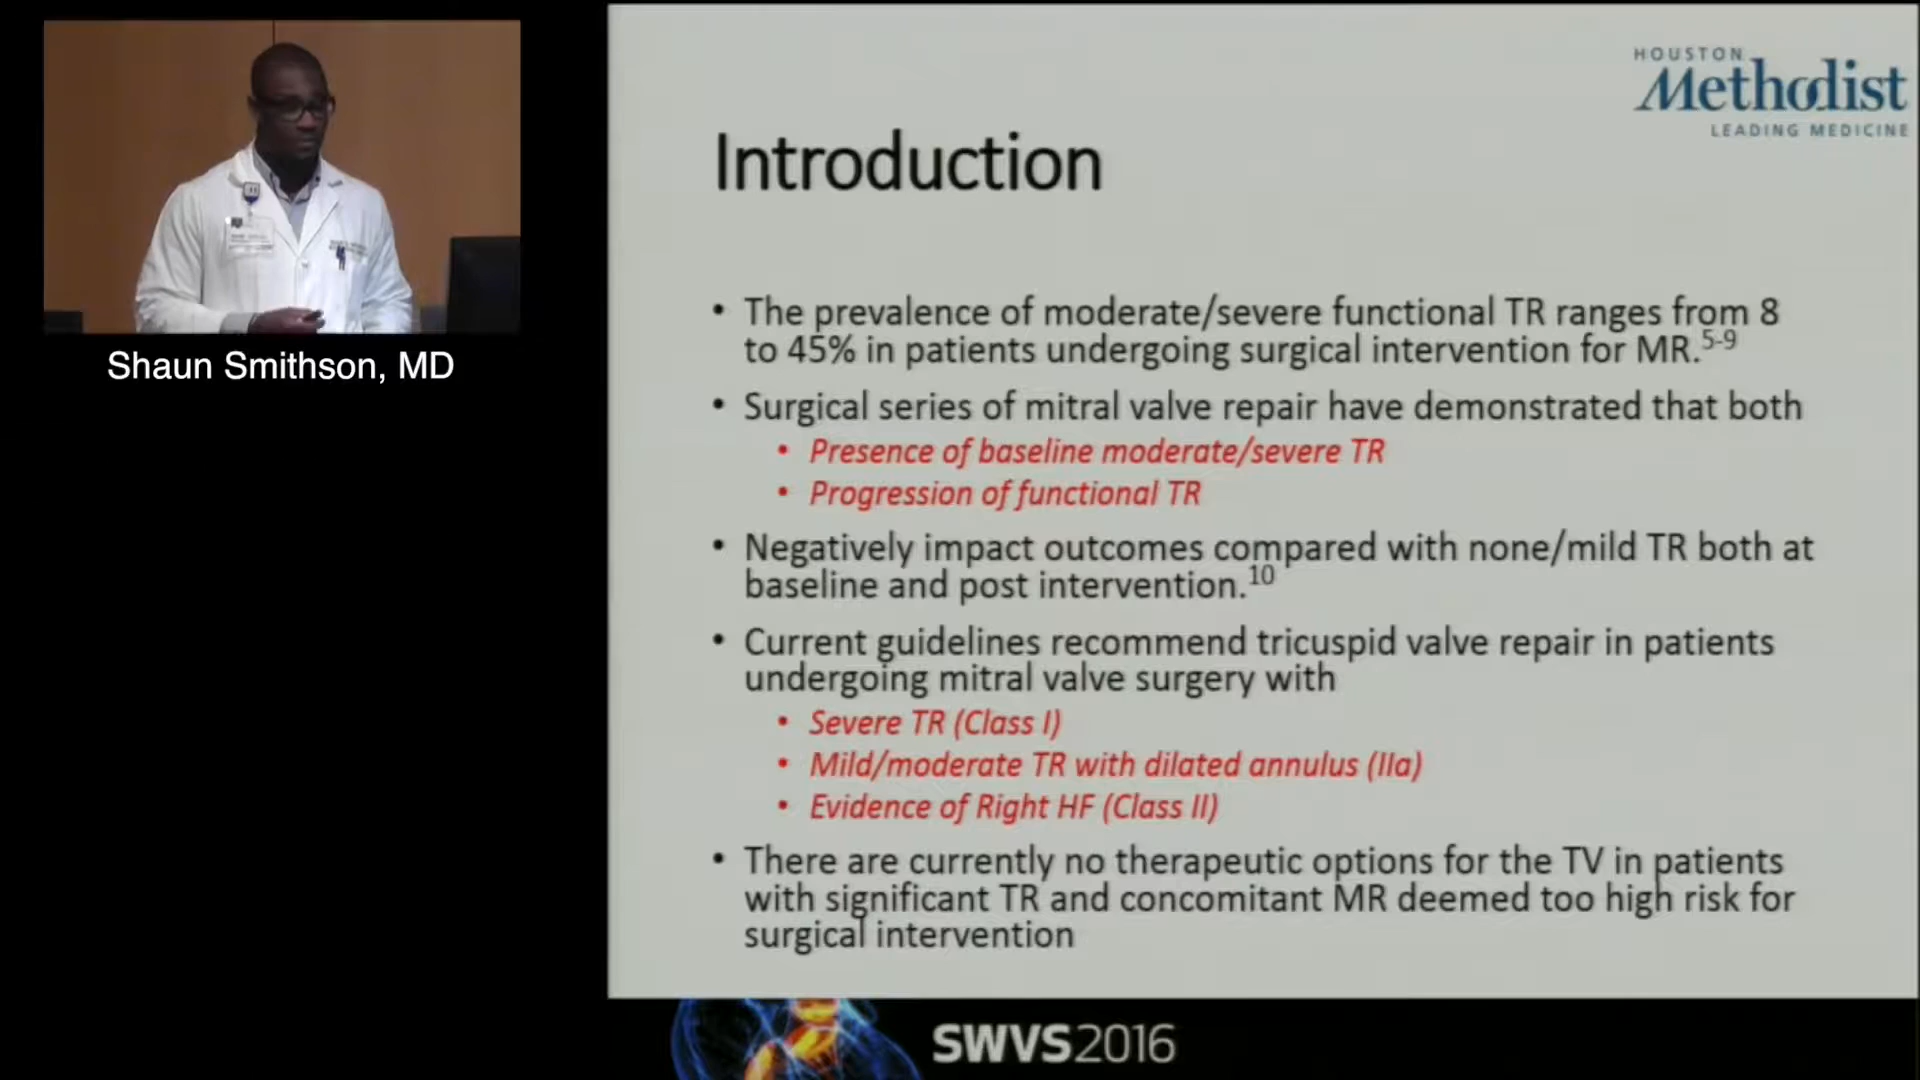 HOUSTON
Methodist
LEADING MEDICINE
Introduction
Shaun Smithson, MD
• The prevalence of moderate/severe functional TR ranges from 8
to 45% in patients undergoing surgical intervention for MR.5-9
• Surgical series of mitral valve repair have demonstrated that both
• Presence of baseline moderate/severe TR
• Progression of functional TR
• Negatively impact outcomes compared with none/mild TR both at
baseline and post intervention.10
• Current guidelines recommend tricuspid valve repair in patients
undergoing mitral valve surgery with
• Severe TR (Class I)
• Mild/moderate TR with dilated annulus (IIa)
• Evidence of Right HF (Class II)
• There are currently no therapeutic options for the TV in patients
with significant TR and concomitant MR deemed too high risk for
surgical intervention
SWVS2016